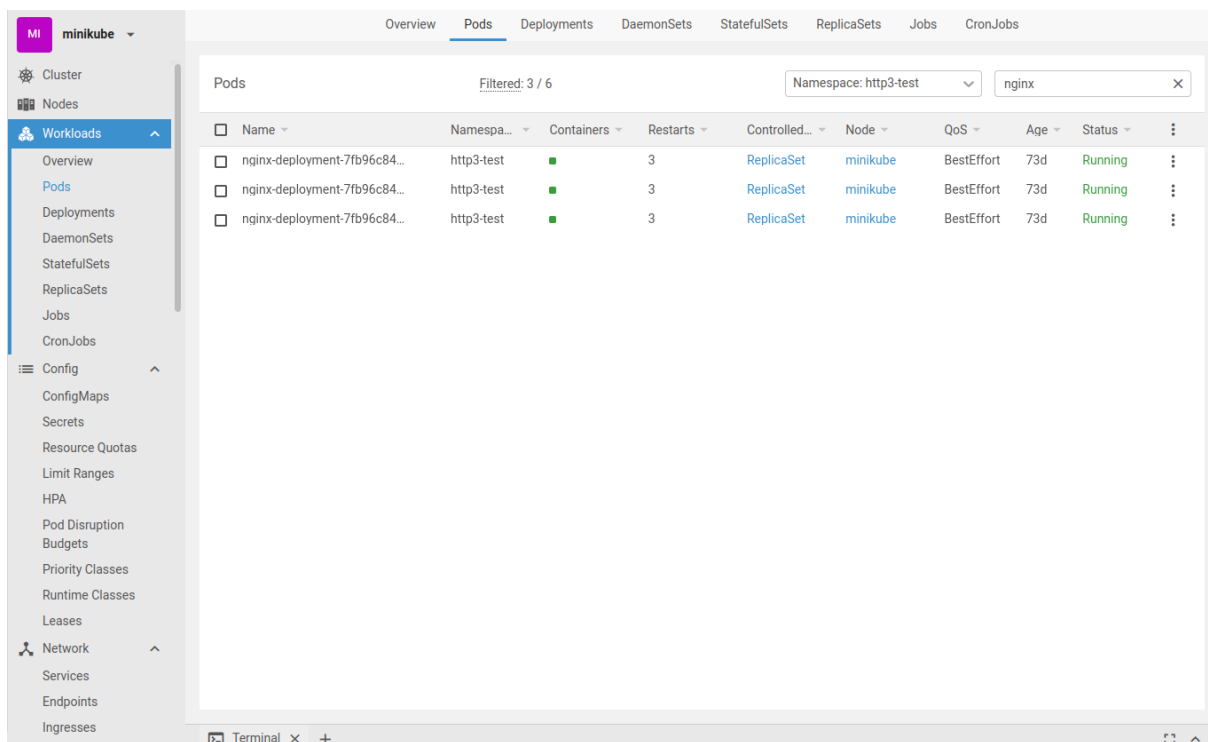 MI minikube
Overview Pods Deployments DaemonSets StatefulSets ReplicaSets Jobs CronJobs
Cluster
Nodes
Workloads
Overview
Pods
Deployments
DaemonSets
StatefulSets
ReplicaSets
Jobs
CronJobs
Config
ConfigMaps
Secrets
Resource Quotas
Limit Ranges
HPA
Pod Disruption
Budgets
Priority Classes
Runtime Classes
Leases
Network
Services
Endpoints
Ingresses
Pods Filtered: 3 / 6 Namespace: http3-test nginx
Name Namespa... Containers Restarts Controlled... Node QoS Age Status
nginx-deployment-7fb96c84... http3-test 3 ReplicaSet minikube BestEffort 73d Running
nginx-deployment-7fb96c84... http3-test 3 ReplicaSet minikube BestEffort 73d Running
nginx-deployment-7fb96c84... http3-test 3 ReplicaSet minikube BestEffort 73d Running
Terminal